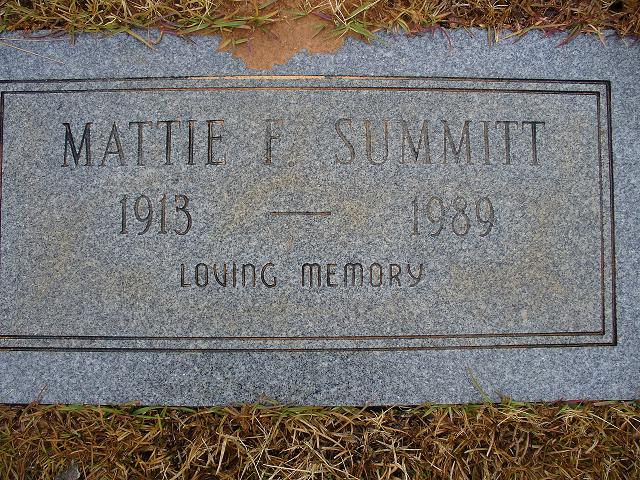 MATTIE F. SUMMITT
1913 — 1989
LOVING MEMORY